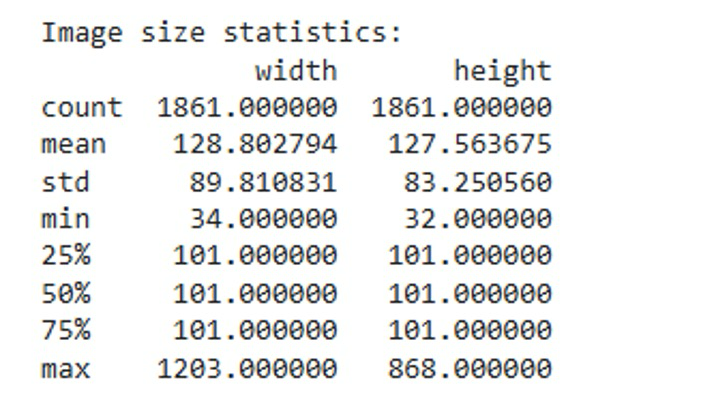 Image size statistics:
width height
count 1861.000000 1861.000000
mean 128.802794 127.563675
std 89.810831 83.250560
min 34.000000 32.000000
25% 101.000000 101.000000
50% 101.000000 101.000000
75% 101.000000 101.000000
max 1203.000000 868.000000